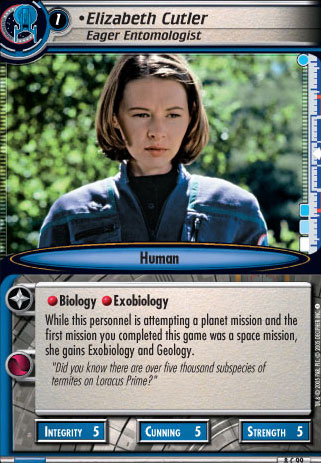 1 •Elizabeth Cutler
Eager Entomologist
Human
Biology Exobiology
While this personnel is attempting a planet mission and the
first mission you completed this game was a space mission,
she gains Exobiology and Geology.
"Did you know there are over five thousand subspecies of
termites on Loracus Prime?"
INTEGRITY 5 CUNNING 5 STRENGTH 5
8 C 99